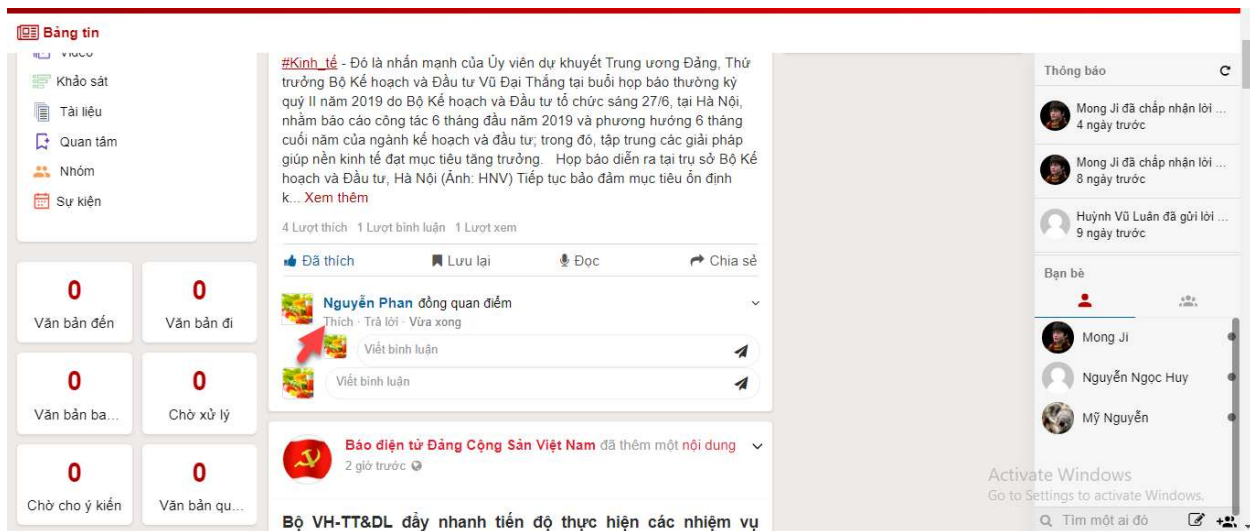 Bảng tin
Video
Khảo sát
Tài liệu
Quan tâm
Nhóm
Sự kiện
0
Văn bản đến
0
Văn bản đi
0
Văn bản ba...
0
Chờ xử lý
0
Chờ cho ý kiến
0
Văn bản qu...
#Kinh_tế - Đó là nhấn mạnh của Ủy viên dự khuyết Trung ương Đảng, Thứ
trưởng Bộ Kế hoạch và Đầu tư Vũ Đại Thắng tại buổi họp báo thường kỳ
quý II năm 2019 do Bộ Kế hoạch và Đầu tư tổ chức sáng 27/6, tại Hà Nội,
nhằm báo cáo công tác 6 tháng đầu năm 2019 và phương hướng 6 tháng
cuối năm của ngành kế hoạch và đầu tư; trong đó, tập trung các giải pháp
giúp nền kinh tế đạt mục tiêu tăng trưởng. Họp báo diễn ra tại trụ sở Bộ Kế
hoạch và Đầu tư, Hà Nội (Ảnh: HNV) Tiếp tục bảo đảm mục tiêu ổn định
k... Xem thêm
4 Lượt thích 1 Lượt bình luận 1 Lượt xem
Đã thích Lưu lại Đọc Chia sẻ
Nguyễn Phan đồng quan điểm
Thích · Trả lời · Vừa xong
Viết bình luận
Viết bình luận
Báo điện tử Đảng Cộng Sản Việt Nam đã thêm một nội dung
2 giờ trước
Bộ VH-TT&DL đẩy nhanh tiến độ thực hiện các nhiệm vụ
Thông báo
Mong Ji đã chấp nhận lời ...
4 ngày trước
Mong Ji đã chấp nhận lời ...
8 ngày trước
Huỳnh Vũ Luân đã gửi lời ...
9 ngày trước
Bạn bè
Mong Ji
Nguyễn Ngọc Huy
Mỹ Nguyễn
Activate Windows
Go to Settings to activate Windows.
Tìm một ai đó